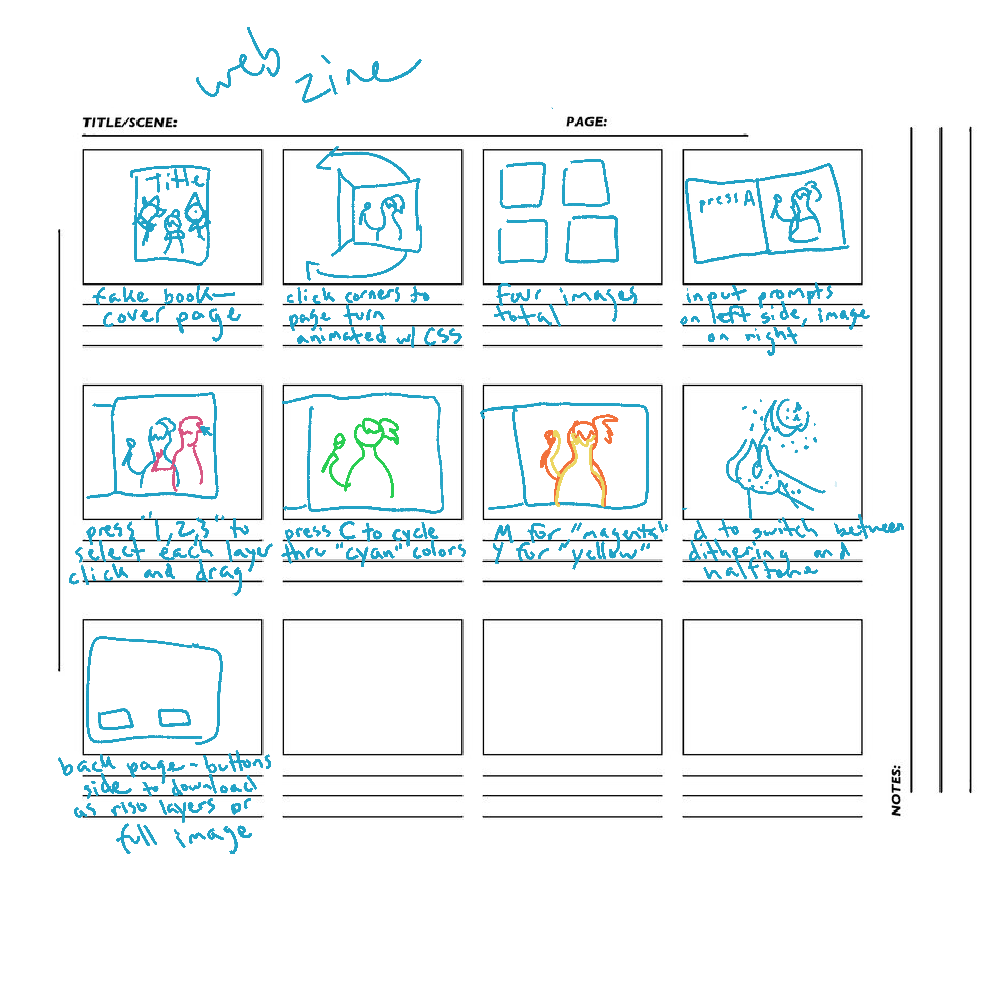 web
zine
TITLE/SCENE:
PAGE:
Title
fake book—
cover page
click corners to
page turn
animated w/ CSS
four images
total
press A
input prompts
on left side, image
on right
press "1,2,3" to
select each layer
click and drag
press C to cycle
thru "cyan" colors
M for "magenta"
Y for "yellow"
d to switch between
dithering and
halftone
back page - buttons
side to download
as riso layers or
full image
NOTES: